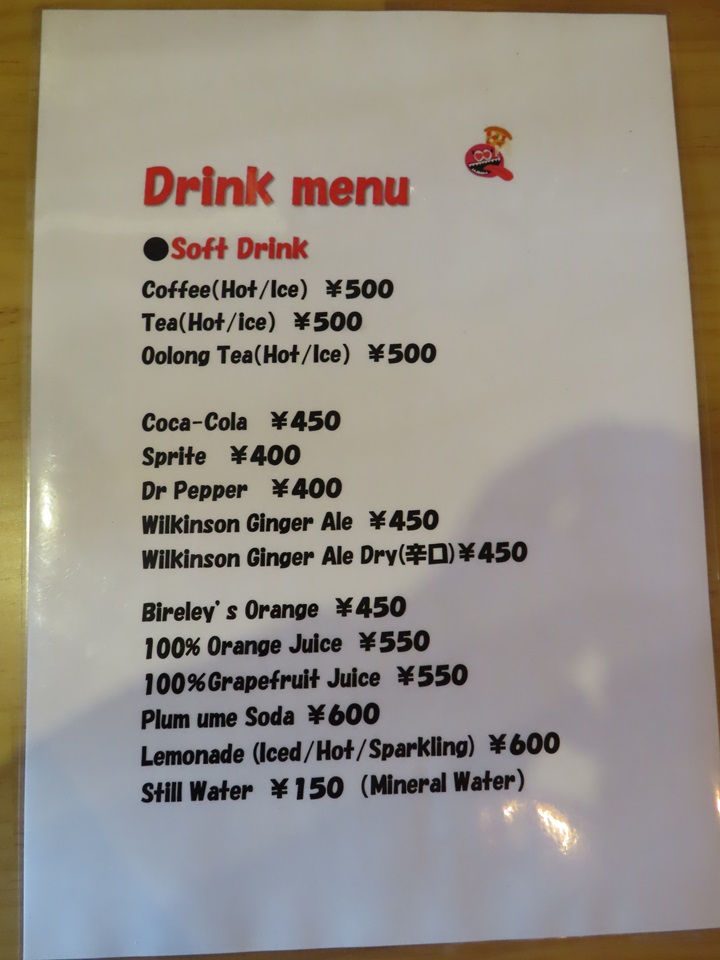 Drink menu
●Soft Drink
Coffee(Hot/Ice) ¥500
Tea(Hot/ice) ¥500
Oolong Tea(Hot/Ice) ¥500
Coca-Cola ¥450
Sprite ¥400
Dr Pepper ¥400
Wilkinson Ginger Ale ¥450
Wilkinson Ginger Ale Dry(辛口)¥450
Bireley's Orange ¥450
100% Orange Juice ¥550
100%Grapefruit Juice ¥550
Plum ume Soda ¥600
Lemonade (Iced/Hot/Sparkling) ¥600
Still Water ¥150 (Mineral Water)